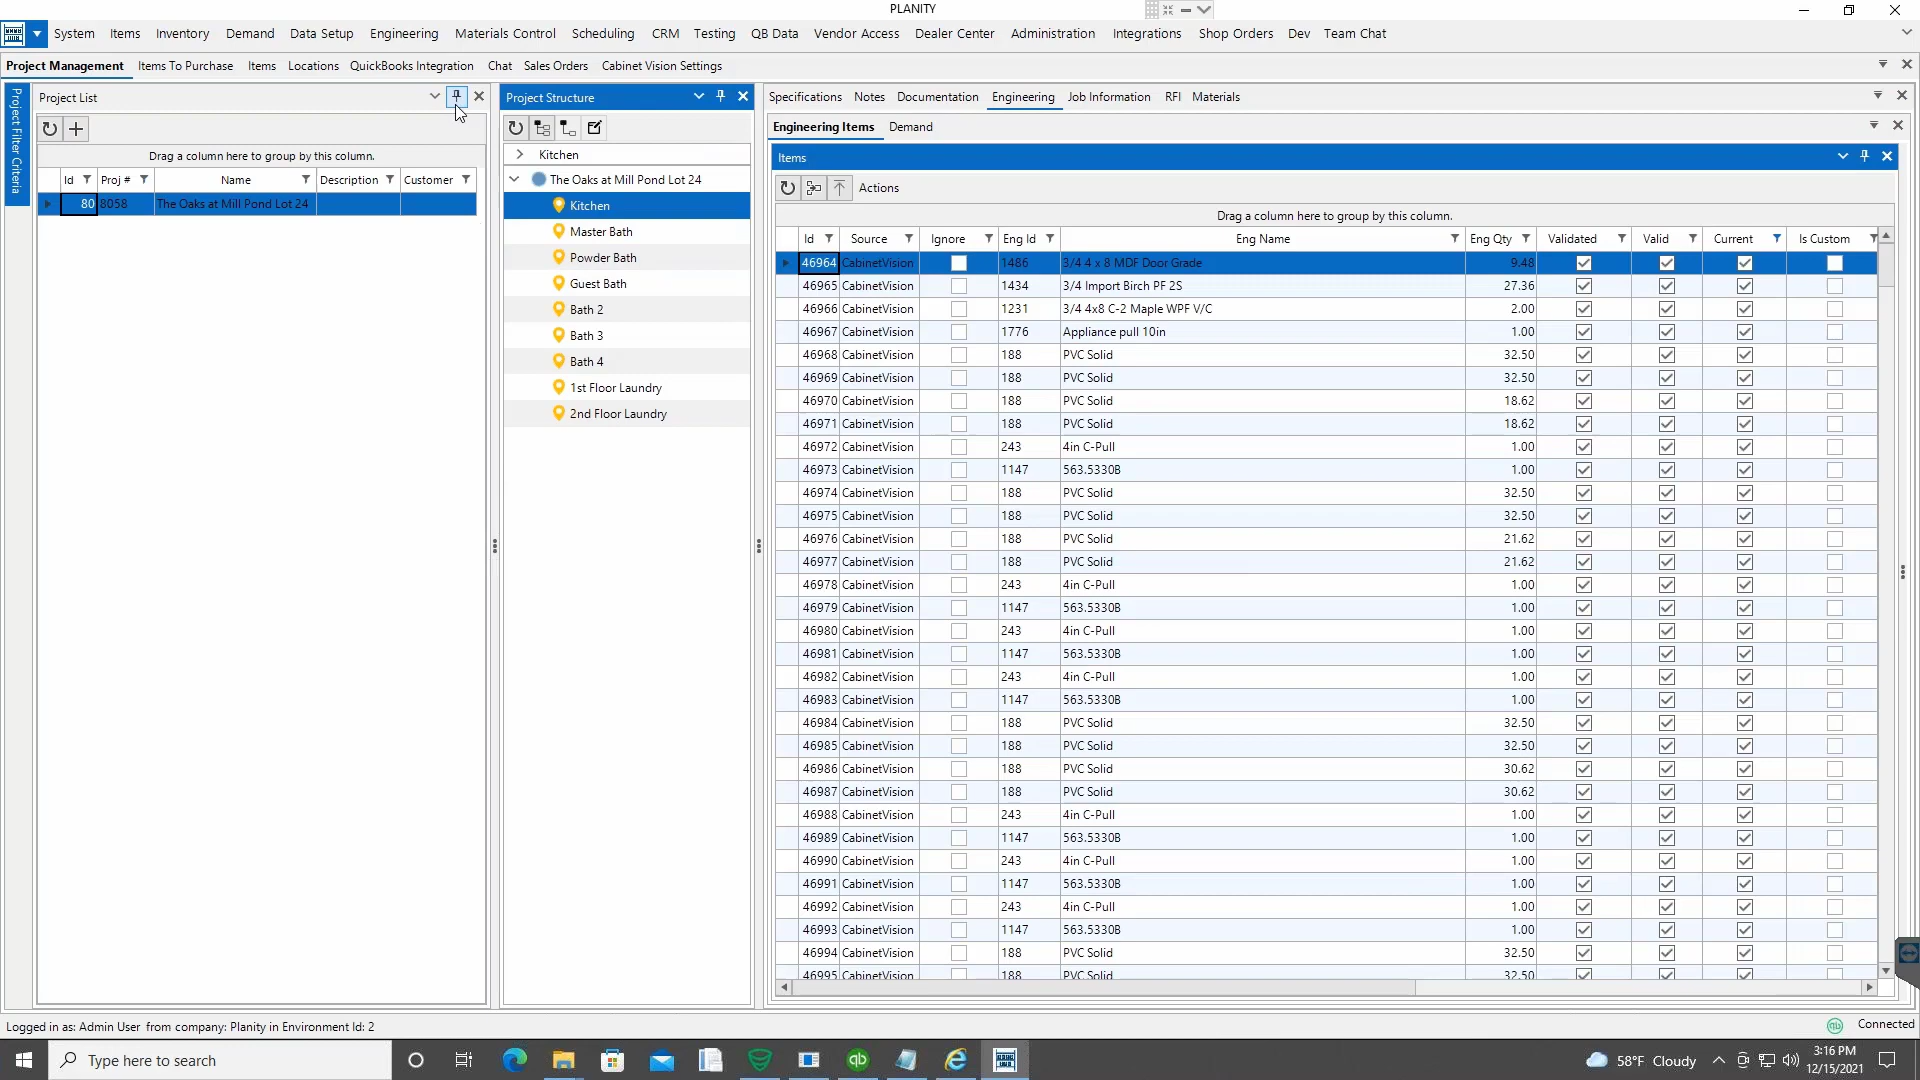 PLANITY
System Items Inventory Demand Data Setup Engineering Materials Control Scheduling CRM Testing QB Data Vendor Access Dealer Center Administration Integrations Shop Orders Dev Team Chat
Project Management Items To Purchase Items Locations QuickBooks Integration Chat Sales Orders Cabinet Vision Settings
Project Filter Criteria
Project List
Drag a column here to group by this column.
Id Proj # Name Description Customer
80 8058 The Oaks at Mill Pond Lot 24
Project Structure
Kitchen
The Oaks at Mill Pond Lot 24
Kitchen
Master Bath
Powder Bath
Guest Bath
Bath 2
Bath 3
Bath 4
1st Floor Laundry
2nd Floor Laundry
Specifications Notes Documentation Engineering Job Information RFI Materials
Engineering Items Demand
Items
Actions
Drag a column here to group by this column.
Id Source Ignore Eng Id Eng Name Eng Qty Validated Valid Current Is Custom
46964 CabinetVision 1486 3/4 4 x 8 MDF Door Grade 9.48
46965 CabinetVision 1434 3/4 Import Birch PF 2S 27.36
46966 CabinetVision 1231 3/4 4x8 C-2 Maple WPF V/C 2.00
46967 CabinetVision 1776 Appliance pull 10in 1.00
46968 CabinetVision 188 PVC Solid 32.50
46969 CabinetVision 188 PVC Solid 32.50
46970 CabinetVision 188 PVC Solid 18.62
46971 CabinetVision 188 PVC Solid 18.62
46972 CabinetVision 243 4in C-Pull 1.00
46973 CabinetVision 1147 563.5330B 1.00
46974 CabinetVision 188 PVC Solid 32.50
46975 CabinetVision 188 PVC Solid 32.50
46976 CabinetVision 188 PVC Solid 21.62
46977 CabinetVision 188 PVC Solid 21.62
46978 CabinetVision 243 4in C-Pull 1.00
46979 CabinetVision 1147 563.5330B 1.00
46980 CabinetVision 243 4in C-Pull 1.00
46981 CabinetVision 1147 563.5330B 1.00
46982 CabinetVision 243 4in C-Pull 1.00
46983 CabinetVision 1147 563.5330B 1.00
46984 CabinetVision 188 PVC Solid 32.50
46985 CabinetVision 188 PVC Solid 32.50
46986 CabinetVision 188 PVC Solid 30.62
46987 CabinetVision 188 PVC Solid 30.62
46988 CabinetVision 243 4in C-Pull 1.00
46989 CabinetVision 1147 563.5330B 1.00
46990 CabinetVision 243 4in C-Pull 1.00
46991 CabinetVision 1147 563.5330B 1.00
46992 CabinetVision 243 4in C-Pull 1.00
46993 CabinetVision 1147 563.5330B 1.00
46994 CabinetVision 188 PVC Solid 32.50
46995 CabinetVision 188 PVC Solid 32.50
Logged in as: Admin User from company: Planity in Environment Id: 2
qb Connected
Type here to search
qb
58°F Cloudy
3:16 PM
12/15/2021